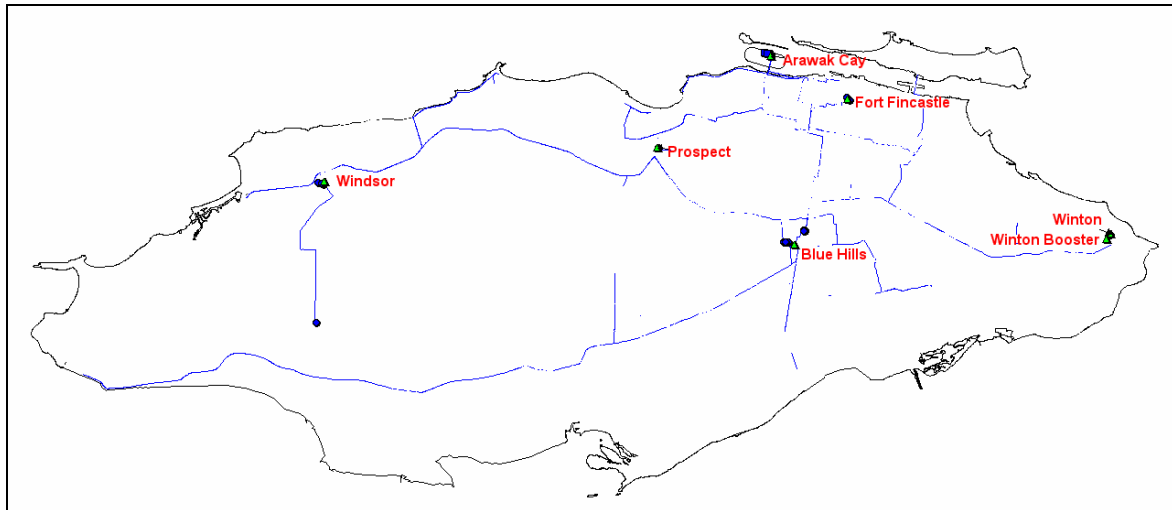 Arawak Cay
Fort Fincastle
Prospect
Windsor
Winton
Winton Booster
Blue Hills